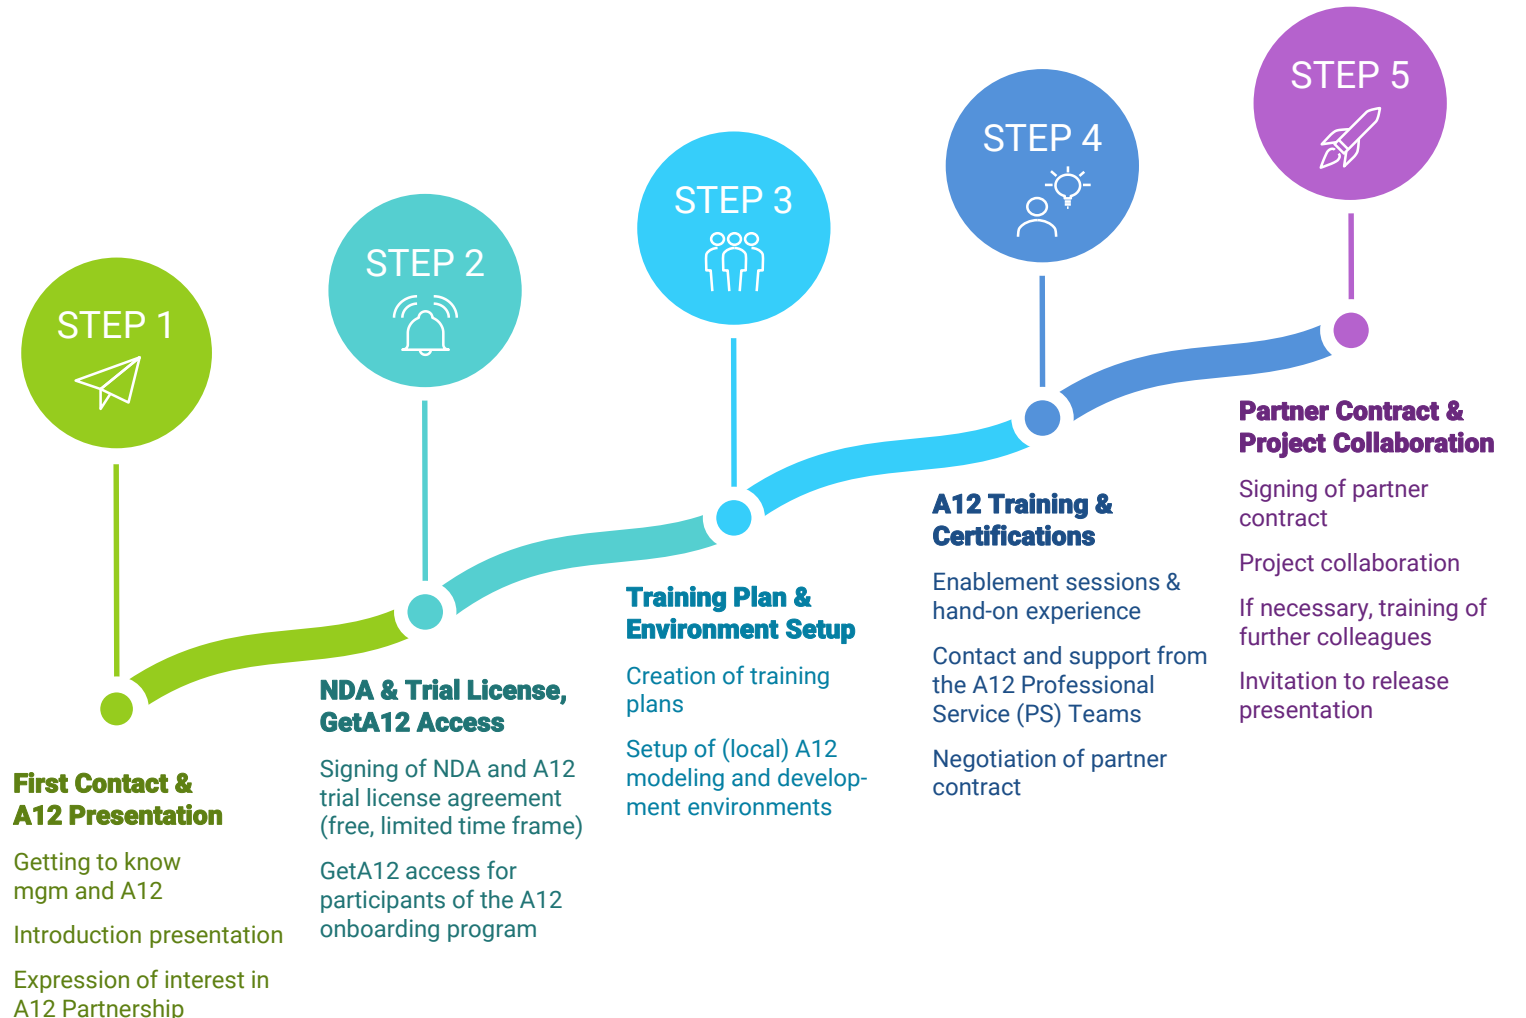 STEP 1
First Contact &
A12 Presentation
Getting to know
mgm and A12
Introduction presentation
Expression of interest in
A12 Partnership
STEP 2
NDA & Trial License,
GetA12 Access
Signing of NDA and A12
trial license agreement
(free, limited time frame)
GetA12 access for
participants of the A12
onboarding program
STEP 3
Training Plan &
Environment Setup
Creation of training
plans
Setup of (local) A12
modeling and develop-
ment environments
STEP 4
A12 Training &
Certifications
Enablement sessions &
hand-on experience
Contact and support from
the A12 Professional
Service (PS) Teams
Negotiation of partner
contract
STEP 5
Partner Contract &
Project Collaboration
Signing of partner
contract
Project collaboration
If necessary, training of
further colleagues
Invitation to release
presentation